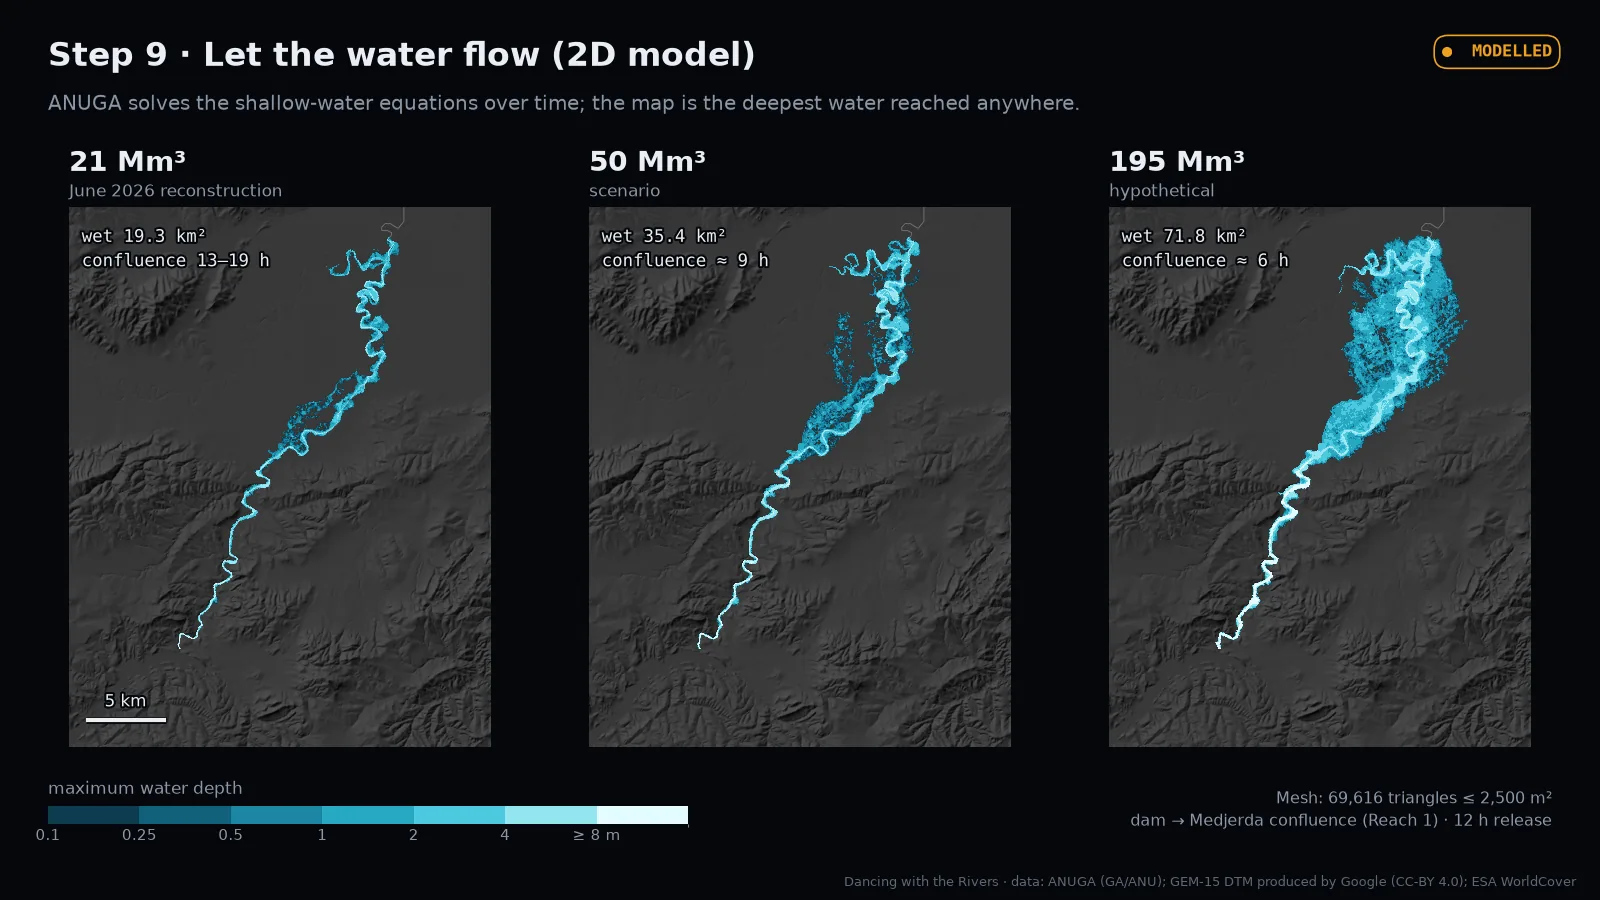 Step 9 · Let the water flow (2D model)
● MODELLED
ANUGA solves the shallow-water equations over time; the map is the deepest water reached anywhere.
21 Mm³
June 2026 reconstruction
wet 19.3 km²
confluence 13–19 h
5 km
50 Mm³
scenario
wet 35.4 km²
confluence ≈ 9 h
195 Mm³
hypothetical
wet 71.8 km²
confluence ≈ 6 h
maximum water depth
0.1 0.25 0.5 1 2 4 ≥ 8 m
Mesh: 69,616 triangles ≤ 2,500 m²
dam → Medjerda confluence (Reach 1) · 12 h release
Dancing with the Rivers · data: ANUGA (GA/ANU); GEM-15 DTM produced by Google (CC-BY 4.0); ESA WorldCover